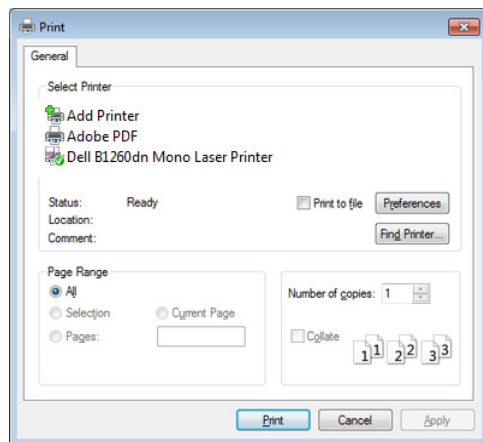 Print
General
Select Printer
Add Printer
Adobe PDF
Dell B1260dn Mono Laser Printer
Status: Ready
Print to file
Preferences
Location:
Comment:
Find Printer...
Page Range
All
Selection
Current Page
Pages:
Number of copies: 1
Collate
1 1 2 2 3 3
Print
Cancel
Apply